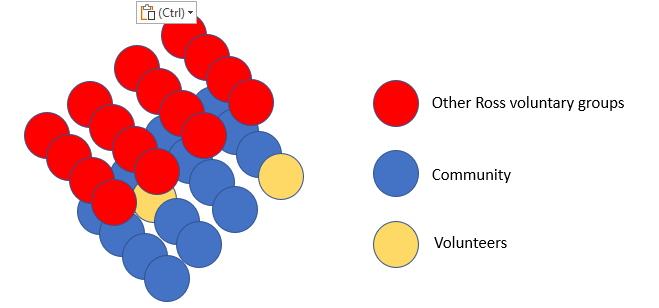 (Ctrl)
Other Ross voluntary groups
Community
Volunteers